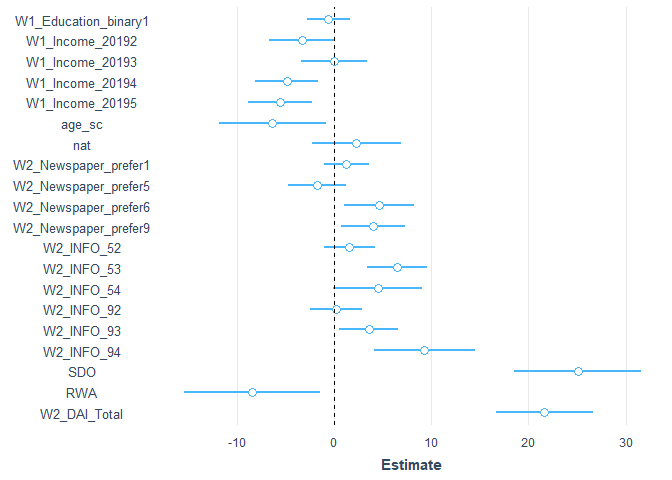 W1_Education_binary1
W1_Income_20192
W1_Income_20193
W1_Income_20194
W1_Income_20195
age_sc
nat
W2_Newspaper_prefer1
W2_Newspaper_prefer5
W2_Newspaper_prefer6
W2_Newspaper_prefer9
W2_INFO_52
W2_INFO_53
W2_INFO_54
W2_INFO_92
W2_INFO_93
W2_INFO_94
SDO
RWA
W2_DAI_Total
-10 0 10 20 30
Estimate